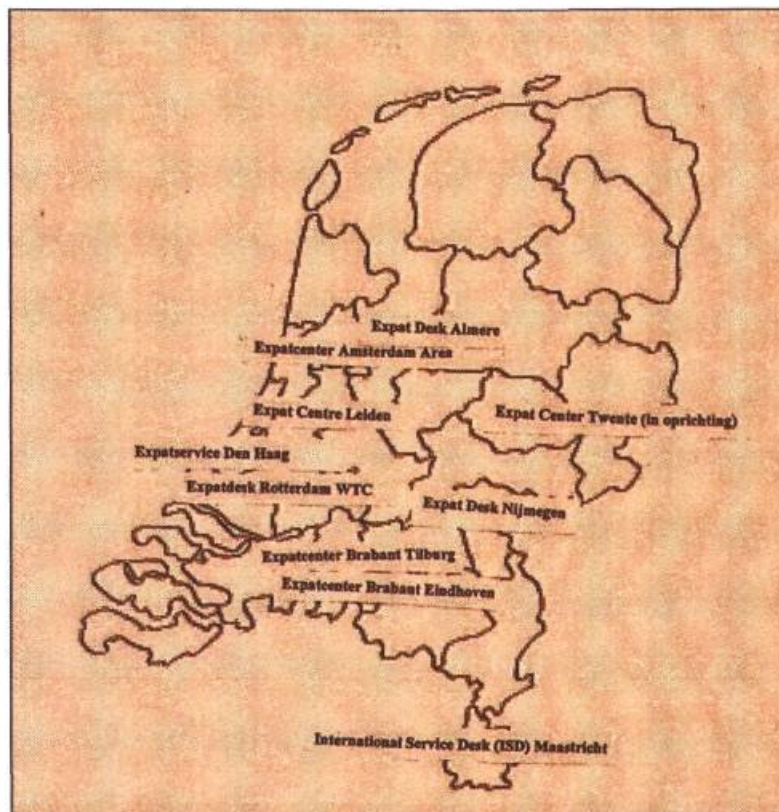 Expat Desk Almere
Expatcenter Amsterdam Area
Expat Centre Leiden
Expat Center Twente (in oprichting)
Expatservice Den Haag
Expatdesk Rotterdam WTC
Expat Desk Nijmegen
Expatcenter Brabant Tilburg
Expatcenter Brabant Eindhoven
International Service Desk (ISD) Maastricht